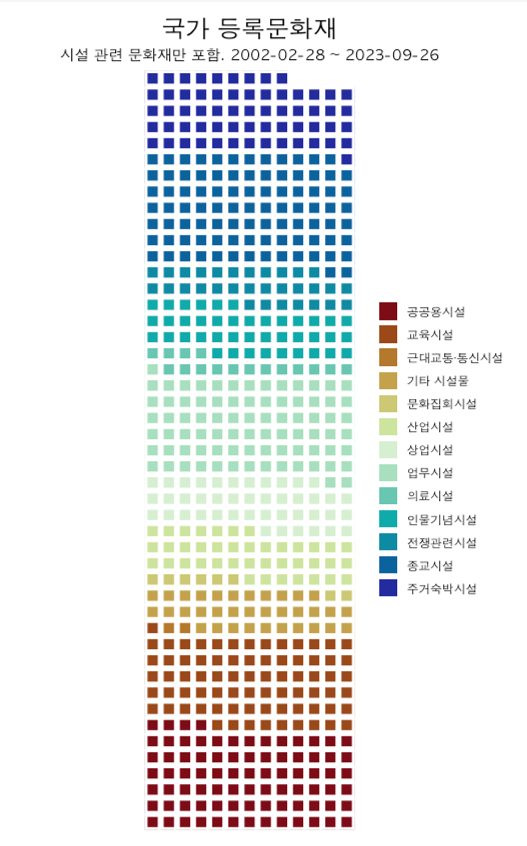 국가 등록문화재
시설 관련 문화재만 포함. 2002-02-28 ~ 2023-09-26
공공용시설
교육시설
근대교통·통신시설
기타 시설물
문화집회시설
산업시설
상업시설
업무시설
의료시설
인물기념시설
전쟁관련시설
종교시설
주거숙박시설